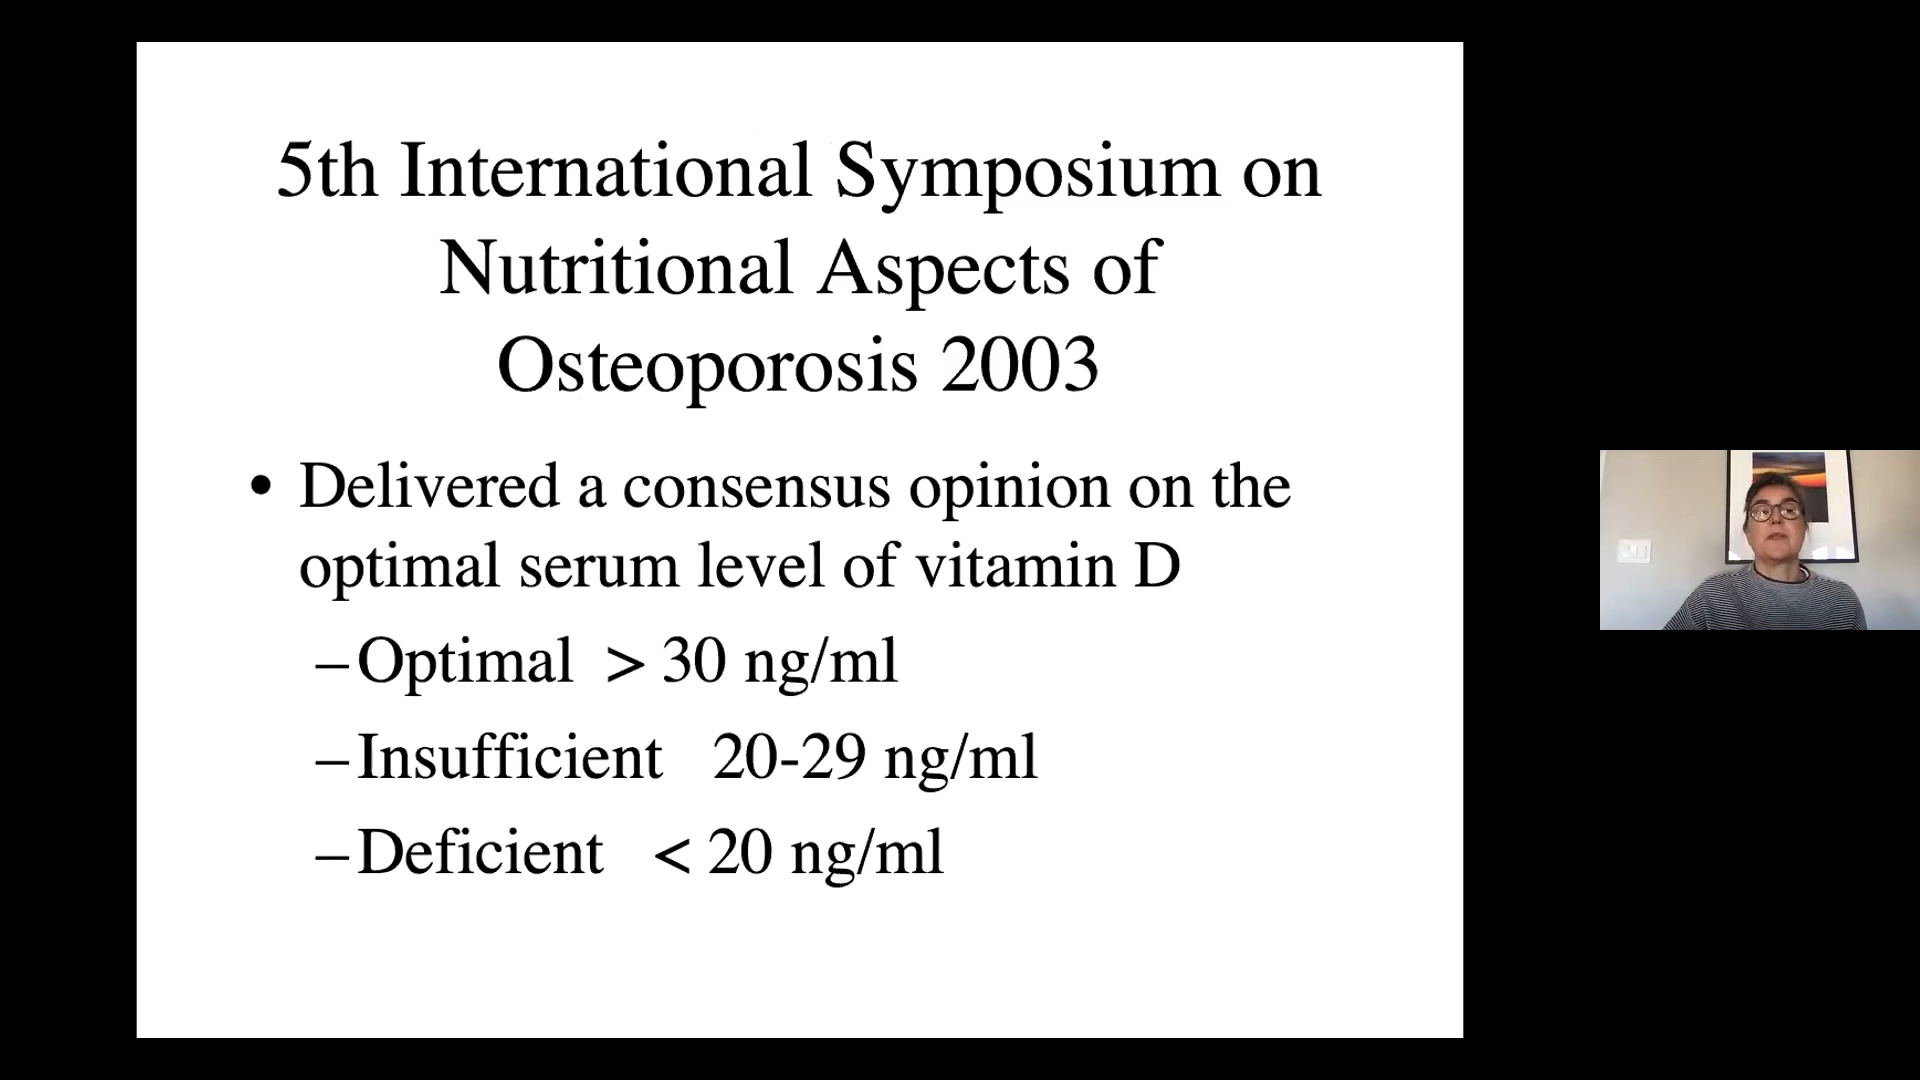 5th International Symposium on
Nutritional Aspects of
Osteoporosis 2003
• Delivered a consensus opinion on the
optimal serum level of vitamin D
–Optimal > 30 ng/ml
–Insufficient 20-29 ng/ml
–Deficient < 20 ng/ml